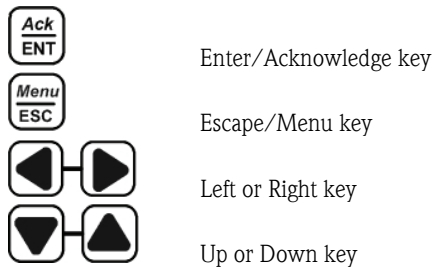 Ack
ENT
Enter/Acknowledge key
Menu
ESC
Escape/Menu key
Left or Right key
Up or Down key